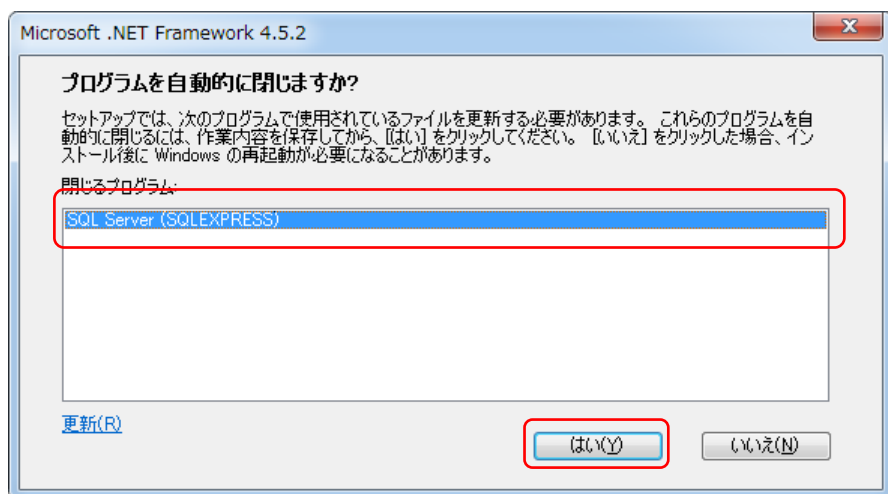 Microsoft .NET Framework 4.5.2
プログラムを自動的に閉じますか?
セットアップでは、次のプログラムで使用されているファイルを更新する必要があります。 これらのプログラムを自
動的に閉じるには、作業内容を保存してから、[はい] をクリックしてください。 [いいえ] をクリックした場合、イン
ストール後に Windows の再起動が必要になることがあります。
閉じるプログラム:
SQL Server (SQLEXPRESS)
更新(R)
はい(Y)
いいえ(N)